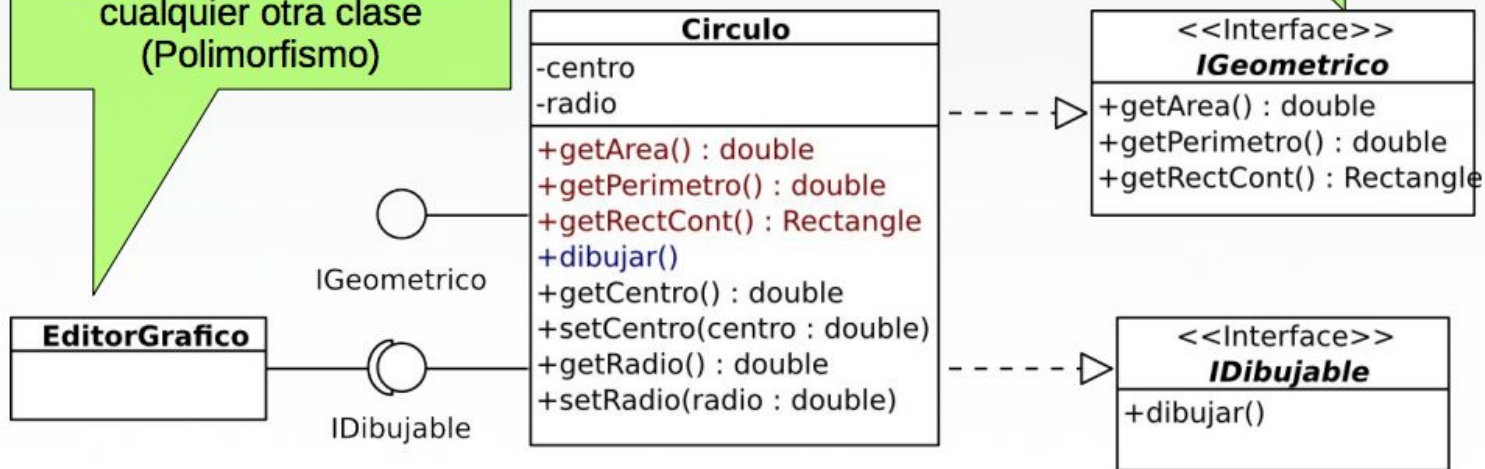 cualquier otra clase
(Polimorfismo)
Circulo
-centro
-radio
+getArea() : double
+getPerimetro() : double
+getRectCont() : Rectangle
+dibujar()
+getCentro() : double
+setCentro(centro : double)
+getRadio() : double
+setRadio(radio : double)
<<Interface>>
IGeometrico
+getArea() : double
+getPerimetro() : double
+getRectCont() : Rectangle
IGeometrico
EditorGrafico
IDibujable
<<Interface>>
IDibujable
+dibujar()